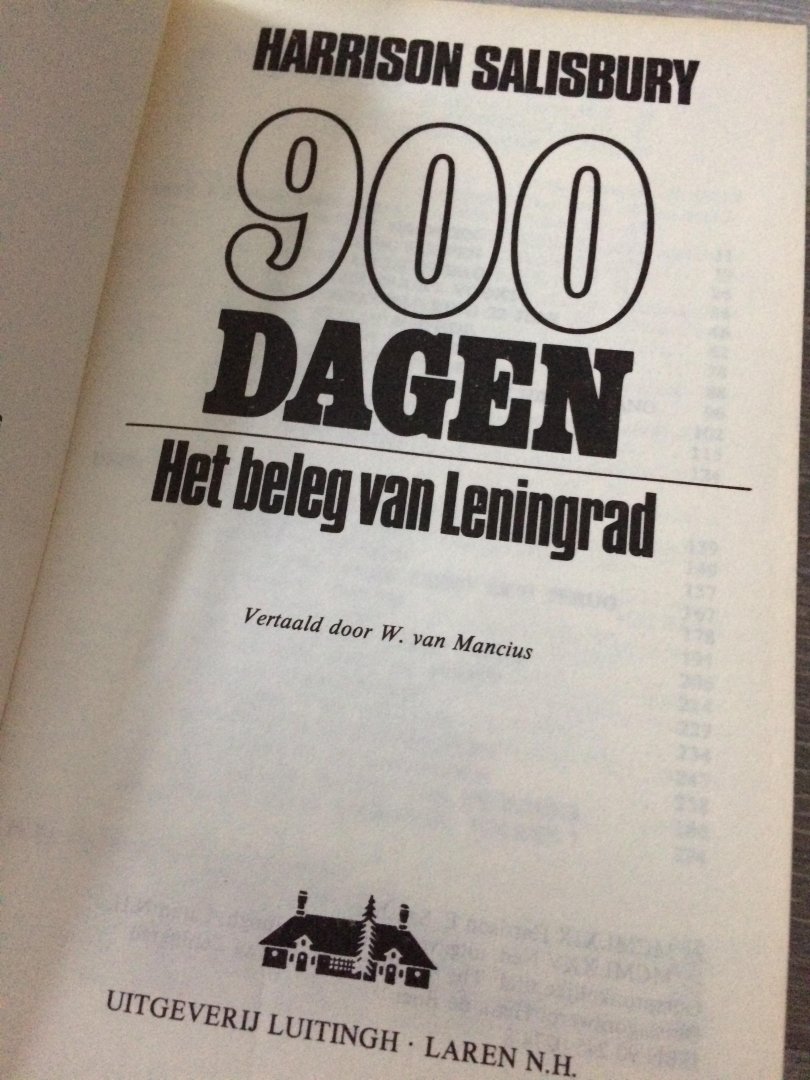 HARRISON SALISBURY
900
DAGEN
Het beleg van Leningrad
Vertaald door W. van Mancius
UITGEVERIJ LUITINGH · LAREN N.H.